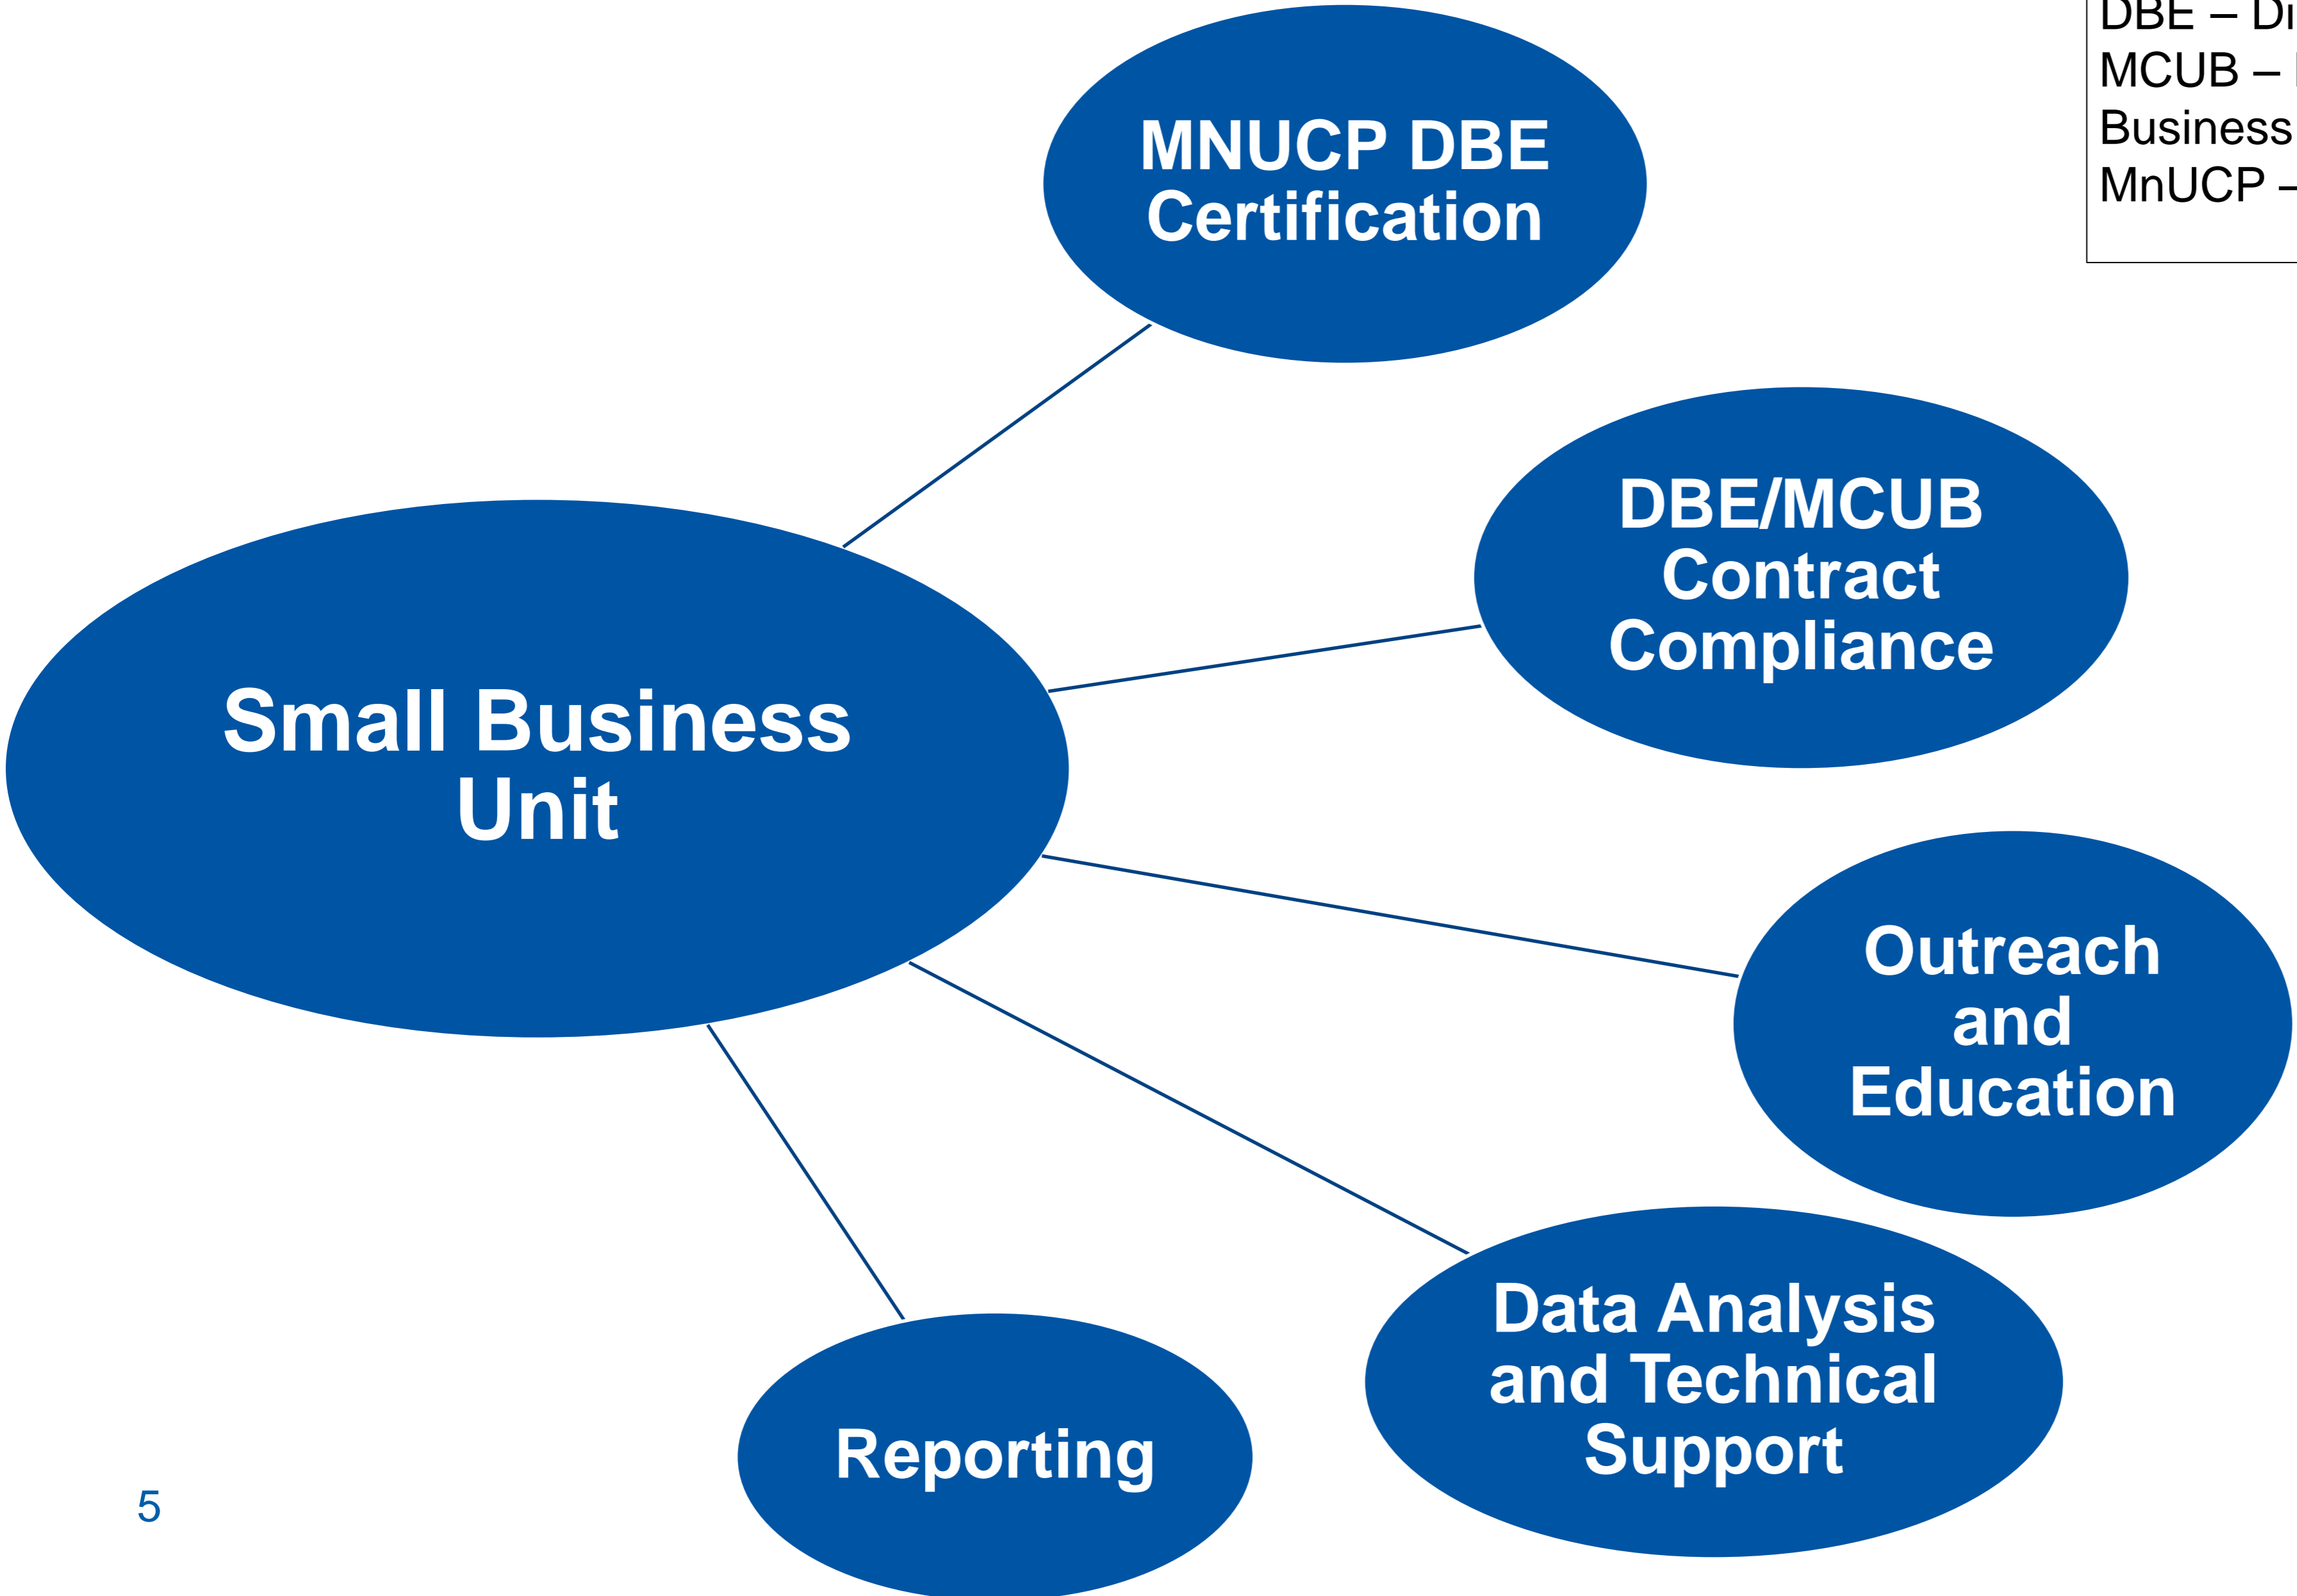 DBE –
MCUB –
Business
MnUCP –
MNUCP DBE
Certification
DBE/MCUB
Contract
Compliance
Small Business
Unit
Outreach
and
Education
Data Analysis
and Technical
Support
Reporting
5